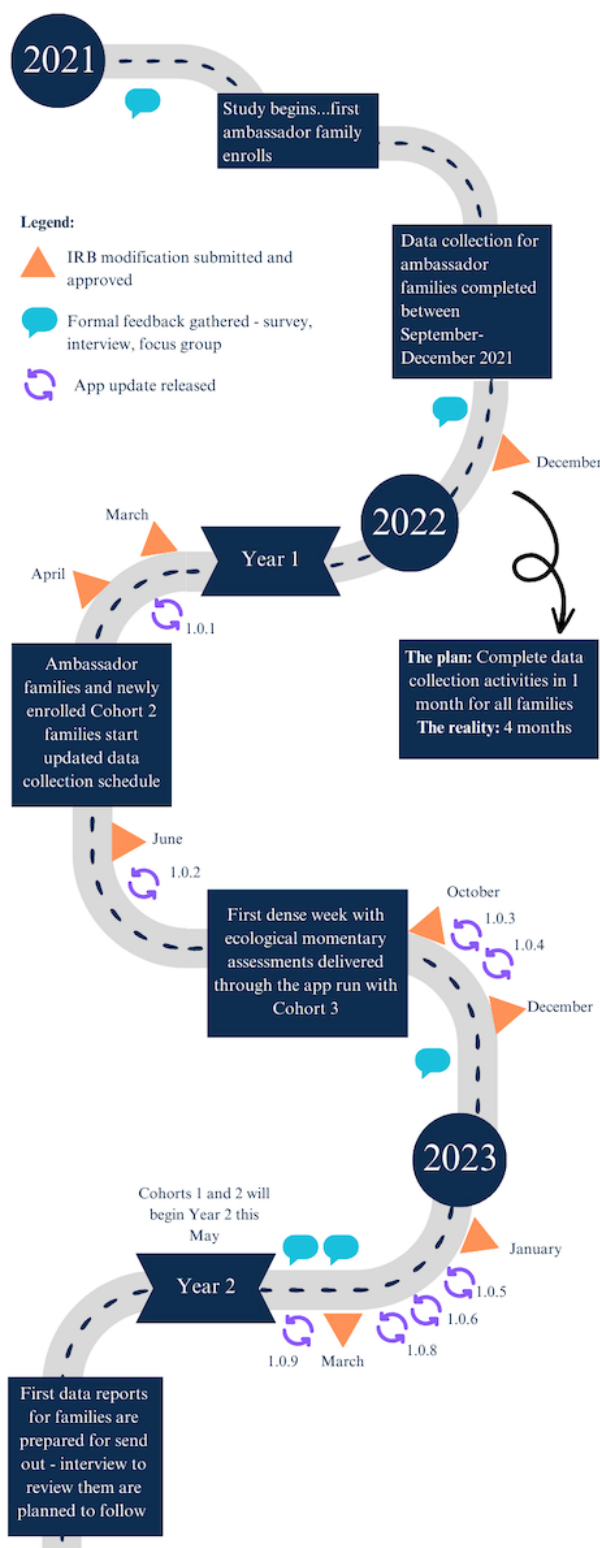 2021
Study begins...first
ambassador family
enrolls
Legend:
IRB modification submitted and
approved
Formal feedback gathered - survey,
interview, focus group
App update released
Data collection for
ambassador
families completed
between
September-
December 2021
December
2022
Year 1
March
April
1.0.1
The plan: Complete data
collection activities in 1
month for all families
The reality: 4 months
Ambassador
families and newly
enrolled Cohort 2
families start
updated data
collection schedule
June
1.0.2
First dense week with
ecological momentary
assessments delivered
through the app run with
Cohort 3
October
1.0.3
1.0.4
December
2023
Cohorts 1 and 2 will
begin Year 2 this
May
Year 2
January
1.0.5
1.0.6
1.0.8
March
1.0.9
First data reports
for families are
prepared for send
out - interview to
review them are
planned to follow